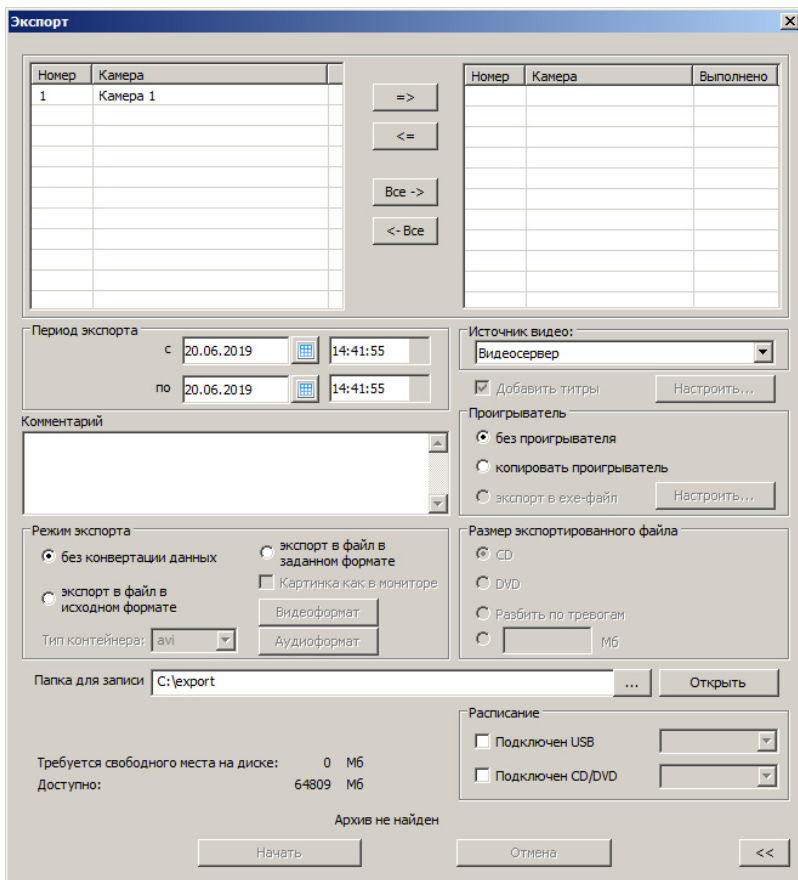 Экспорт
Номер Камера
1 Камера 1
=>
<=
Все ->
<- Все
Номер Камера Выполнено
Период экспорта
с 20.06.2019 14:41:55
по 20.06.2019 14:41:55
Источник видео:
Видеосервер
Добавить титры Настроить...
Комментарий
Проигрыватель
без проигрывателя
копировать проигрыватель
экспорт в exe-файл Настроить...
Режим экспорта
без конвертации данных
экспорт в файл в
исходном формате
Тип контейнера: avi
экспорт в файл в
заданном формате
Картинка как в мониторе
Видеоформат
Аудиоформат
Размер экспортированного файла
CD
DVD
Разбить по тревогам
Мб
Папка для записи C:\export ... Открыть
Расписание
Подключен USB
Подключен CD/DVD
Требуется свободного места на диске: 0 Мб
Доступно: 64809 Мб
Архив не найден
Начать Отмена <<